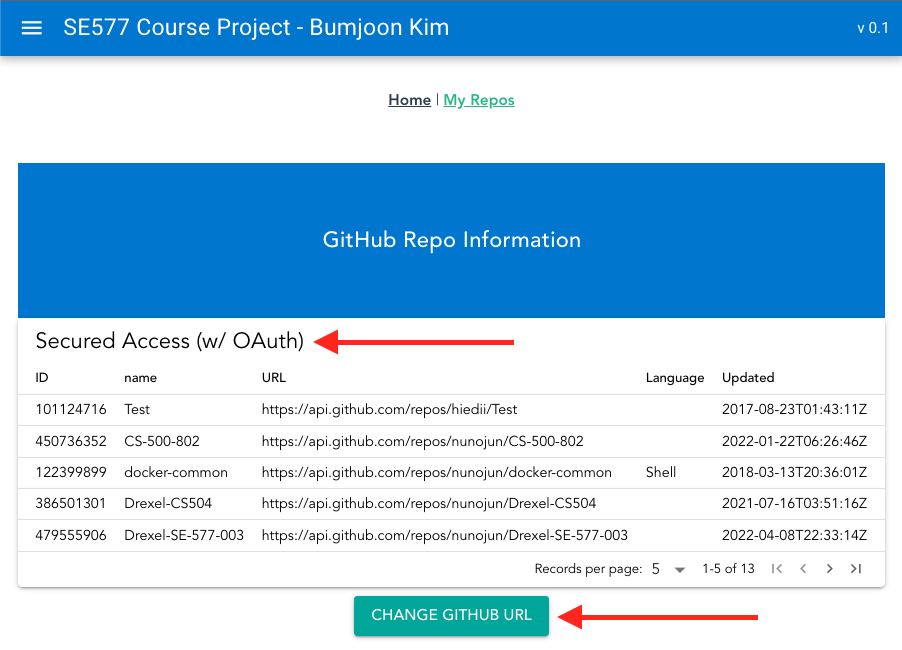 SE577 Course Project - Bumjoon Kim v 0.1
Home | My Repos
GitHub Repo Information
Secured Access (w/ OAuth)
ID name URL Language Updated
101124716 Test https://api.github.com/repos/hiedii/Test 2017-08-23T01:43:11Z
450736352 CS-500-802 https://api.github.com/repos/nunojun/CS-500-802 2022-01-22T06:26:46Z
122399899 docker-common https://api.github.com/repos/nunojun/docker-common Shell 2018-03-13T20:36:01Z
386501301 Drexel-CS504 https://api.github.com/repos/nunojun/Drexel-CS504 2021-07-16T03:51:16Z
479555906 Drexel-SE-577-003 https://api.github.com/repos/nunojun/Drexel-SE-577-003 2022-04-08T22:33:14Z
Records per page: 5 1-5 of 13
CHANGE GITHUB URL